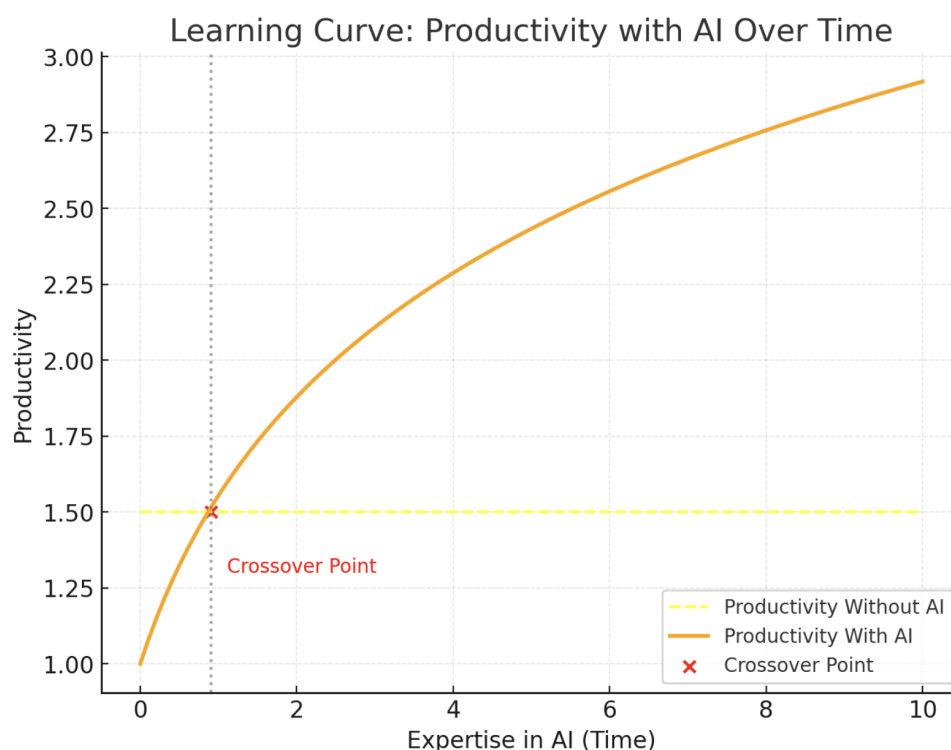 Learning Curve: Productivity with AI Over Time
3.00
2.75
2.50
2.25
2.00
1.75
1.50
1.25
1.00
Productivity
Crossover Point
Productivity Without AI
Productivity With AI
Crossover Point
0 2 4 6 8 10
Expertise in AI (Time)